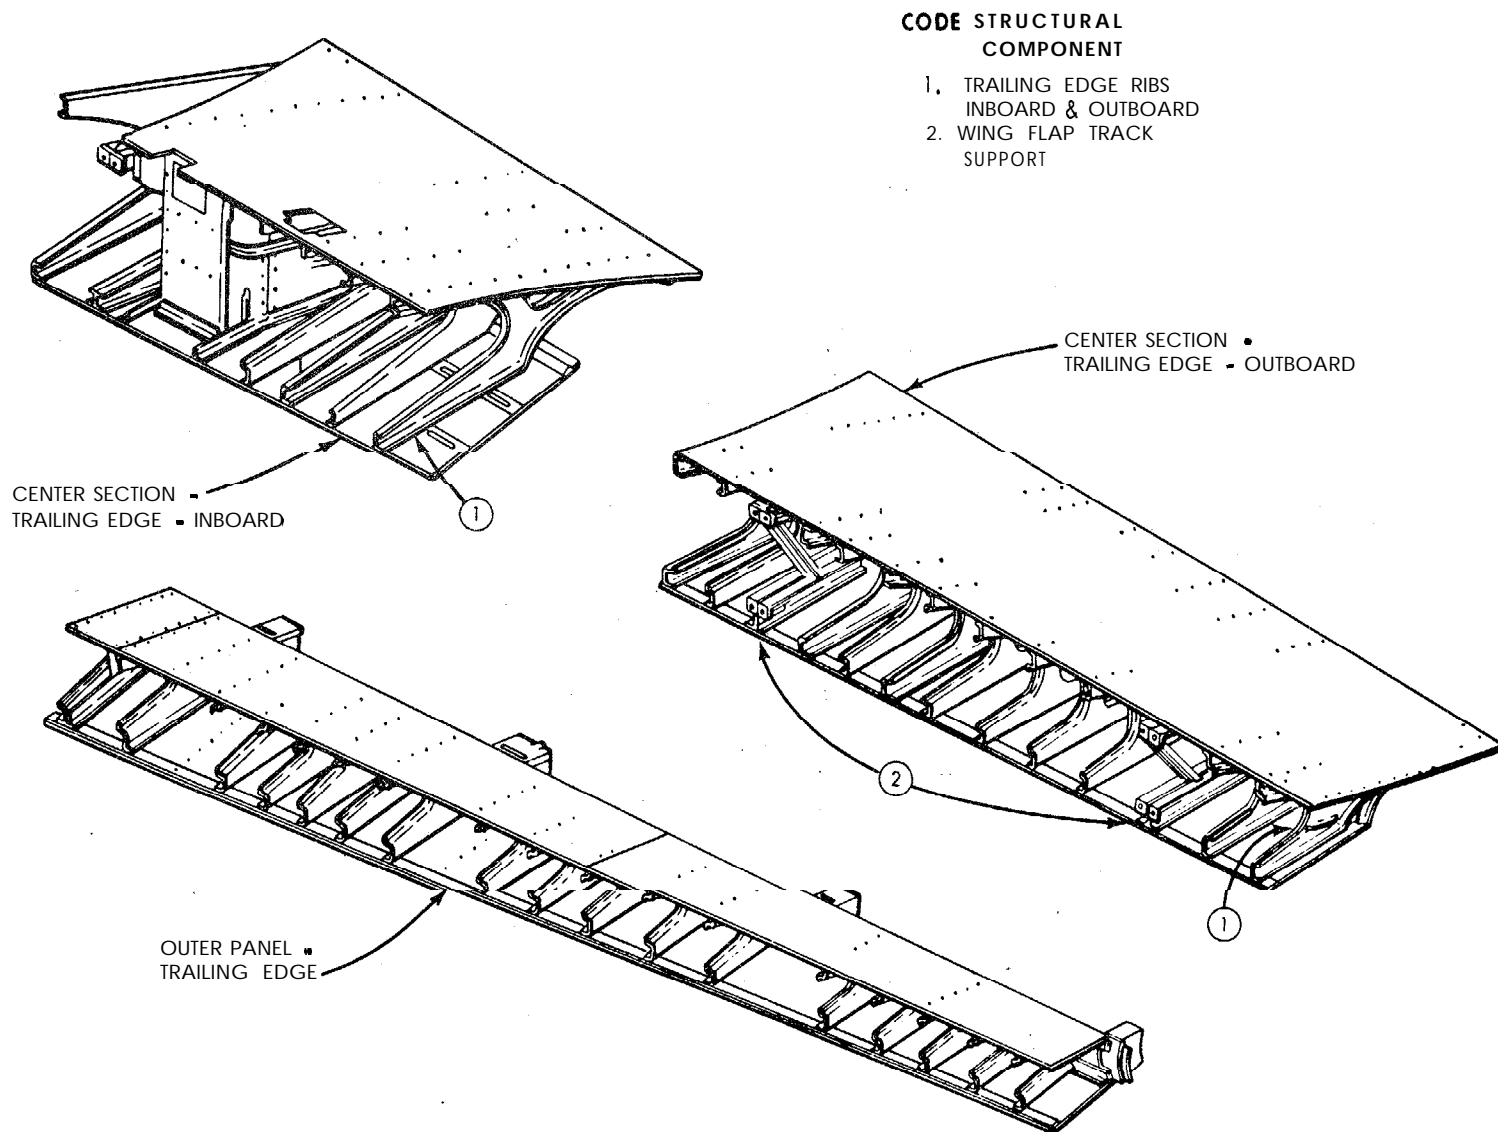 CODE STRUCTURAL
COMPONENT
1. TRAILING EDGE RIBS
INBOARD & OUTBOARD
2. WING FLAP TRACK
SUPPORT
CENTER SECTION -
TRAILING EDGE - OUTBOARD
CENTER SECTION -
TRAILING EDGE - INBOARD
1
2
1
OUTER PANEL -
TRAILING EDGE